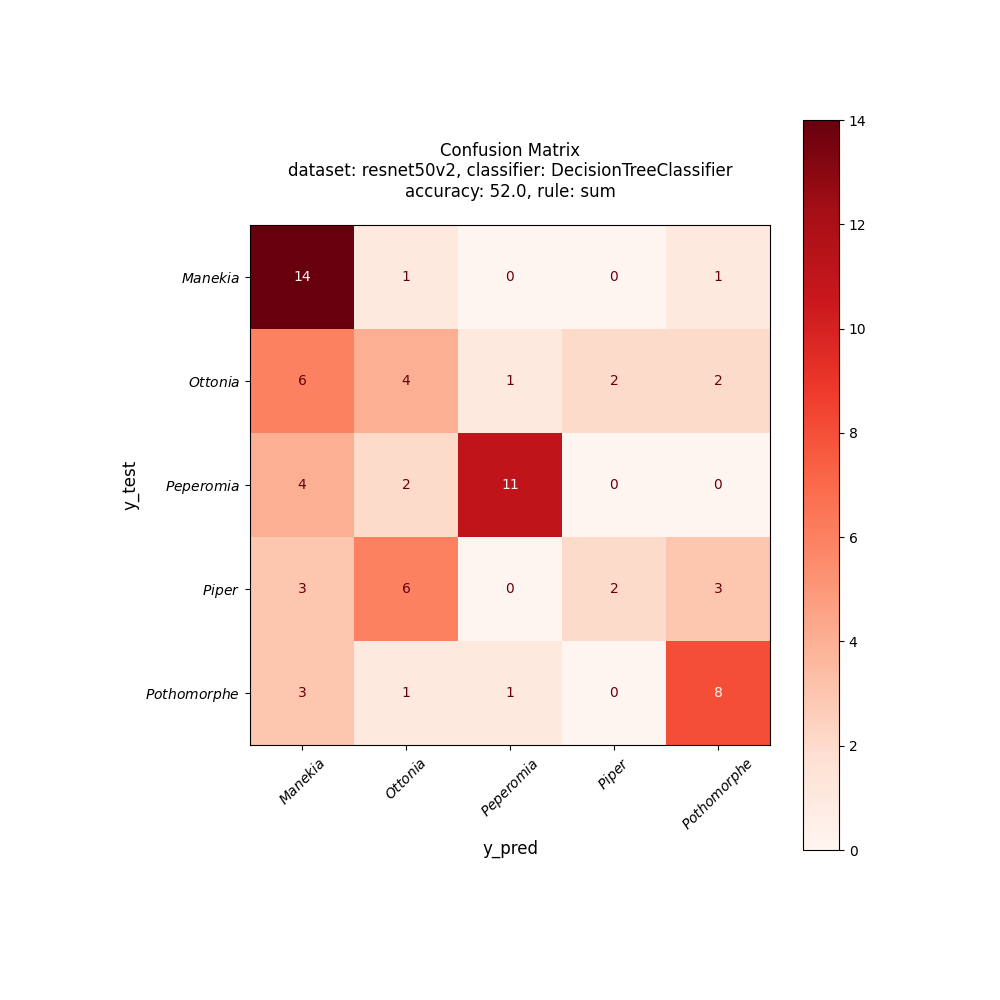 Confusion Matrix
dataset: resnet50v2, classifier: DecisionTreeClassifier
accuracy: 52.0, rule: sum
Manekia 14 1 0 0 1
Ottonia 6 4 1 2 2
Peperomia 4 2 11 0 0
Piper 3 6 0 2 3
Pothomorphe 3 1 1 0 8
Manekia Ottonia Peperomia Piper Pothomorphe
y_pred
y_test
14
12
10
8
6
4
2
0